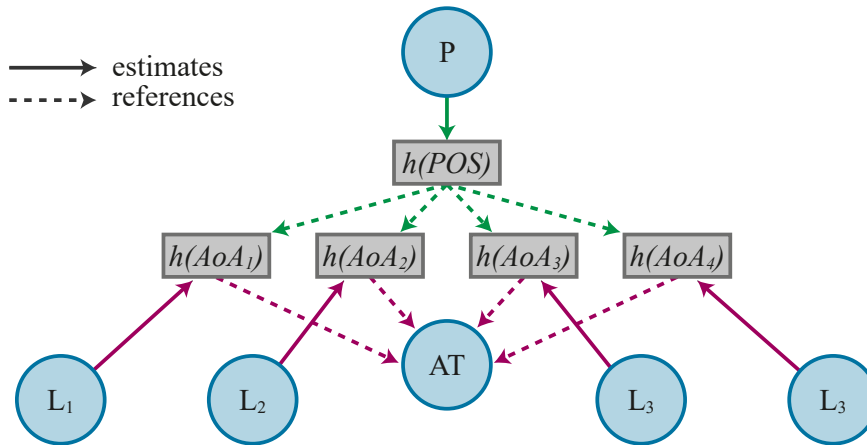 P
estimates
references
h(POS)
h(AoA₁)
h(AoA₂)
h(AoA₃)
h(AoA₄)
L₁
L₂
AT
L₃
L₃